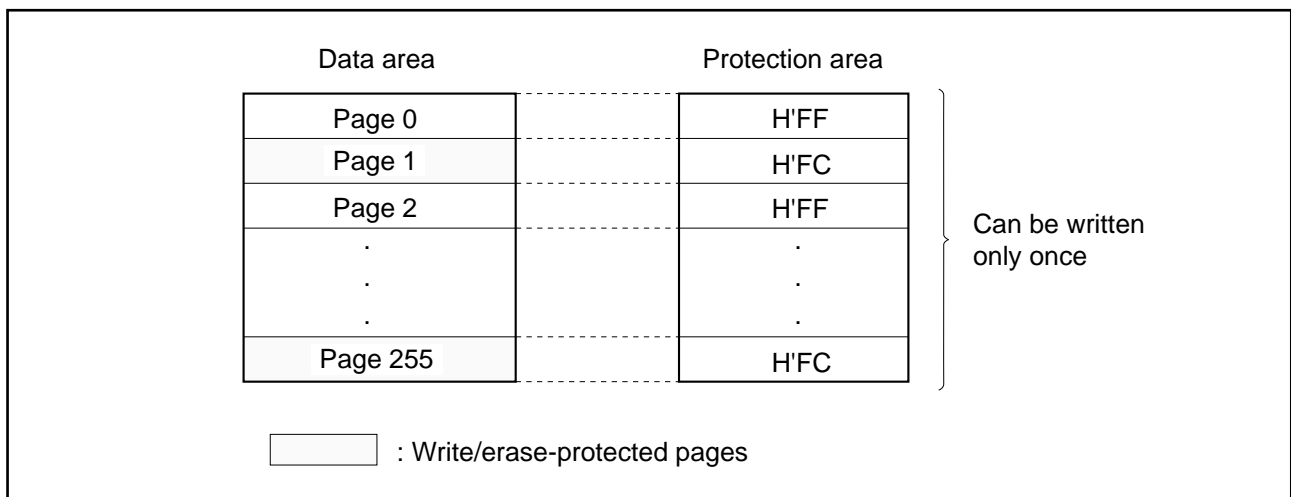 Data area Protection area
Page 0 H'FF
Page 1 H'FC
Page 2 H'FF
. .
. .
. .
Page 255 H'FC
Can be written
only once
: Write/erase-protected pages